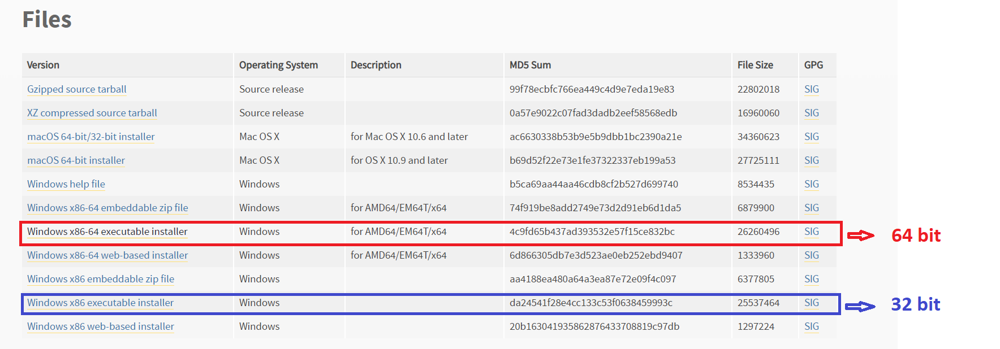 Files
Version Operating System Description MD5 Sum File Size GPG
Gzipped source tarball Source release 99f78ecbfc766ea449c4d9e7eda19e83 22802018 SIG
XZ compressed source tarball Source release 0a57e9022c07fad3dadb2eef58568edb 16960060 SIG
macOS 64-bit/32-bit installer Mac OS X for Mac OS X 10.6 and later ac6630338b53b9e5b9dbb1bc2390a21e 34360623 SIG
macOS 64-bit installer Mac OS X for OS X 10.9 and later b69d52f22e73e1fe37322337eb199a53 27725111 SIG
Windows help file Windows b5ca69aa44aa46cdb8cf2b527d699740 8534435 SIG
Windows x86-64 embeddable zip file Windows for AMD64/EM64T/x64 74f919be8add2749e73d2d91eb6d1da5 6879900 SIG
Windows x86-64 executable installer Windows for AMD64/EM64T/x64 4c9fd65b437ad393532e57f15ce832bc 26260496 SIG 64 bit
Windows x86-64 web-based installer Windows for AMD64/EM64T/x64 6d866305db7e3d523ae0eb252ebd9407 1333960 SIG
Windows x86 embeddable zip file Windows aa4188ea480a64a3ea87e72e09f4c097 6377805 SIG
Windows x86 executable installer Windows da24541f28e4cc133c53f0638459993c 25537464 SIG 32 bit
Windows x86 web-based installer Windows 20b163041935862876433708819c97db 1297224 SIG